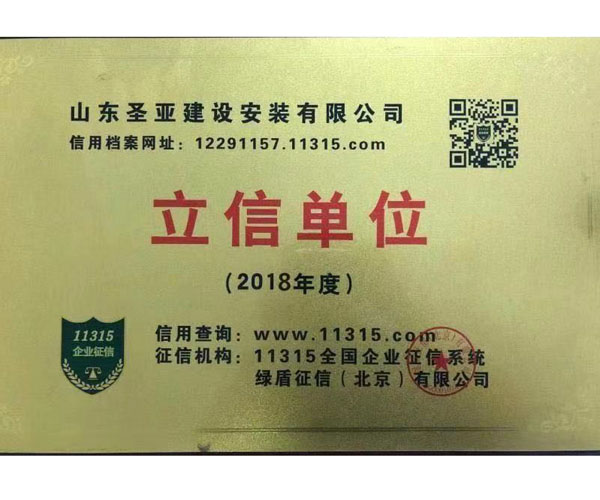 山东圣亚建设安装有限公司
信用档案网址：12291157.11315.com
立信单位
（2018年度）
11315
企业征信
信用查询：www.11315.com
征信机构：11315全国企业征信系统
绿盾征信（北京）有限公司